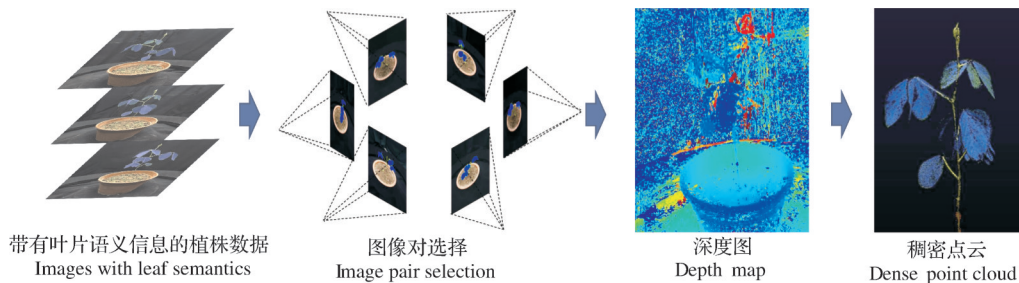 带有叶片语义信息的植株数据
Images with leaf semantics
图像对选择
Image pair selection
深度图
Depth map
稠密点云
Dense point cloud